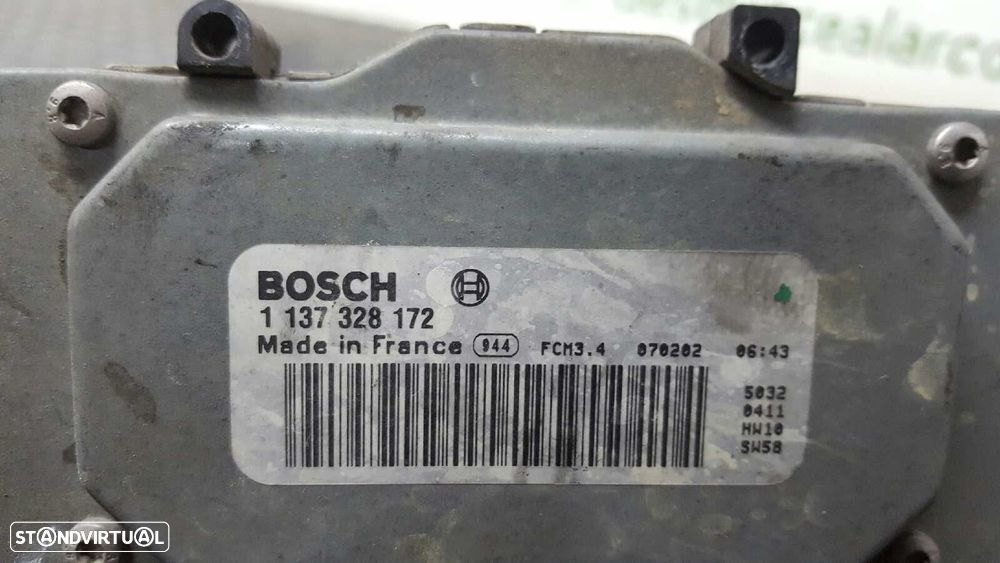 BOSCH
1 137 328 172
Made in France 944 FCM3.4 070202 06:43
5032
0411
HW10
SW58
STANDVIRTUAL